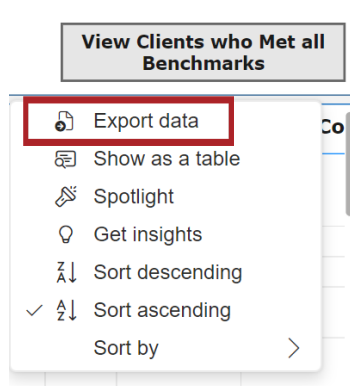 View Clients who Met all
Benchmarks
Export data
Co
Show as a table
Spotlight
Get insights
Sort descending
Sort ascending
Sort by